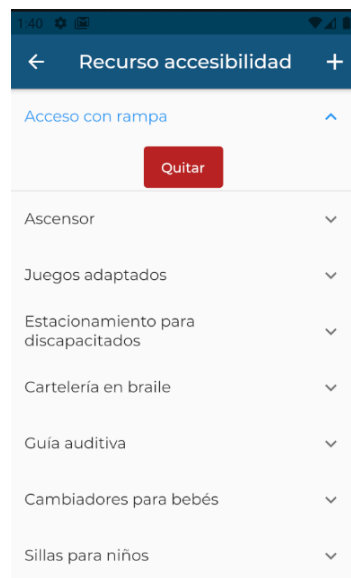 1:40
Recurso accesibilidad
Acceso con rampa
Quitar
Ascensor
Juegos adaptados
Estacionamiento para
discapacitados
Cartelería en braile
Guía auditiva
Cambiadores para bebés
Sillas para niños